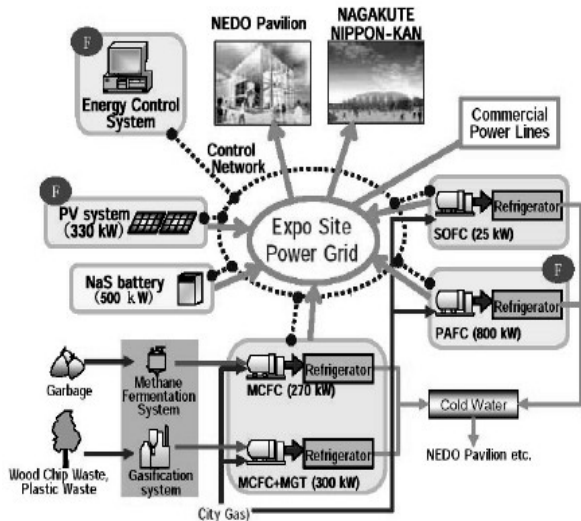 F
NEDO Pavilion
NAGAKUTE
NIPPON-KAN
Energy Control
System
Commercial
Power Lines
Control
Network
F
PV system
(330 kW)
Expo Site
Power Grid
Refrigerator
SOFC (25 kW)
NaS battery
(500 kW)
F
Refrigerator
PAFC (800 kW)
Garbage
Methane
Fermentation
System
Refrigerator
MCFC (270 kW)
Cold Water
Wood Chip Waste,
Plastic Waste
Gasification
system
Refrigerator
MCFC+MGT (300 kW)
NEDO Pavilion etc.
City Gas)